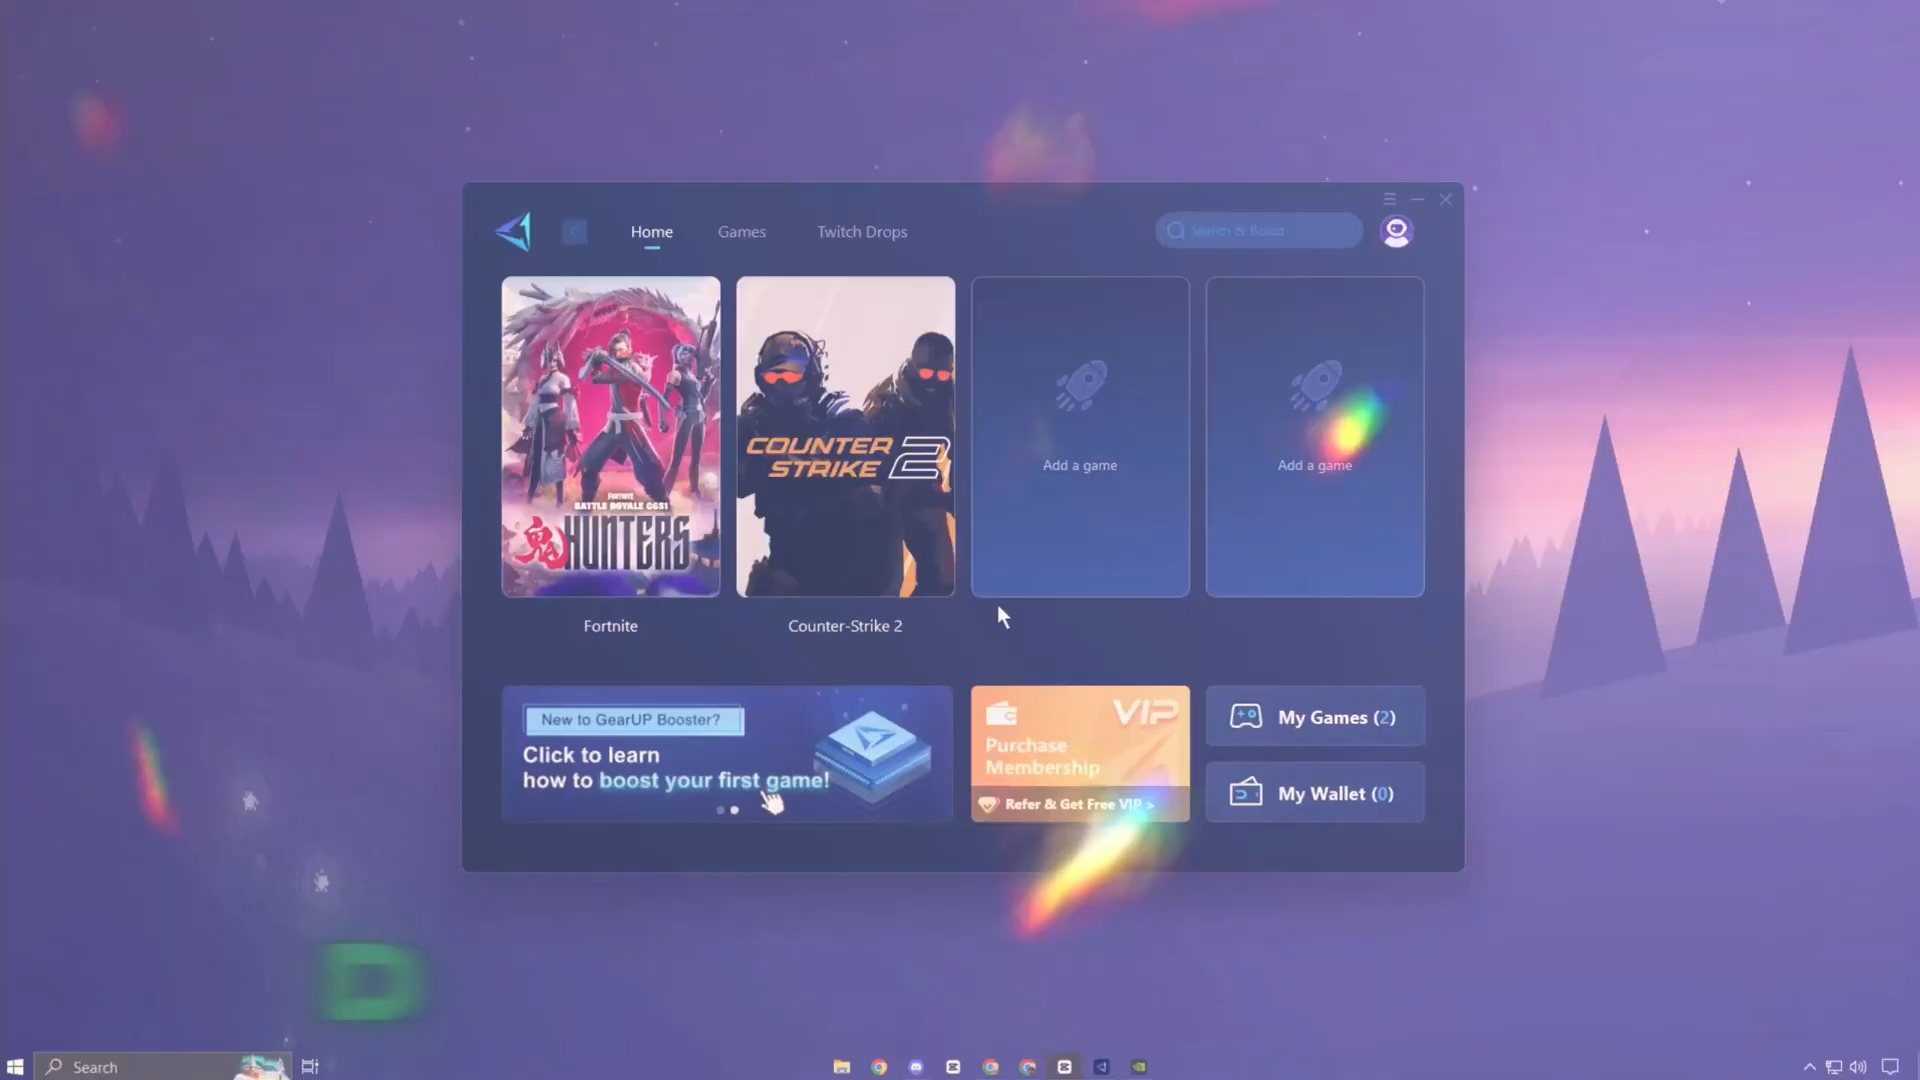 Home
Games
Twitch Drops
Search & Boost
COUNTER
STRIKE 2
FORTNITE
BATTLE ROYALE C6S1
鬼 HUNTERS
Add a game
Add a game
Fortnite
Counter-Strike 2
New to GearUP Booster?
Click to learn
how to boost your first game!
VIP
Purchase
Membership
Refer & Get Free VIP >
My Games (2)
My Wallet (0)
D
Search